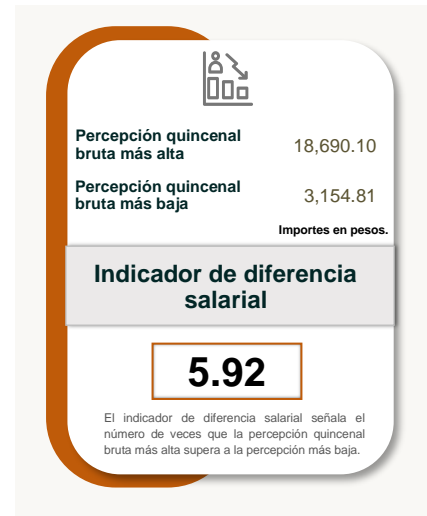 Percepción quincenal
bruta más alta
18,690.10
Percepción quincenal
bruta más baja
3,154.81
Importes en pesos.
Indicador de diferencia
salarial
5.92
El indicador de diferencia salarial señala el
número de veces que la percepción quincenal
bruta más alta supera a la percepción más baja.